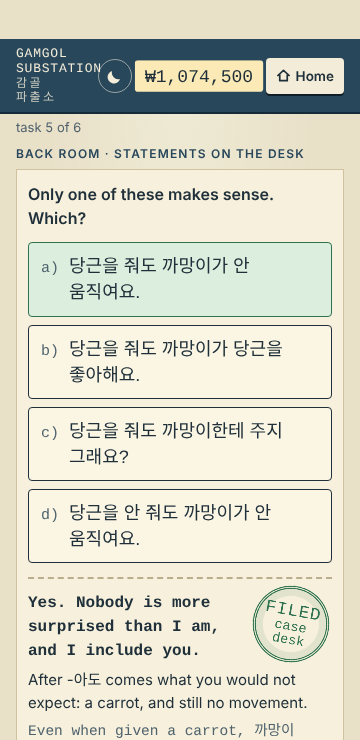 GAMGOL
SUBSTATION
감골
파출소
₩1,074,500
Home
task 5 of 6
BACK ROOM · STATEMENTS ON THE DESK
Only one of these makes sense.
Which?
a) 당근을 줘도 까망이가 안
움직여요.
b) 당근을 줘도 까망이가 당근을
좋아해요.
c) 당근을 줘도 까망이한테 주지
그래요?
d) 당근을 안 줘도 까망이가 안
움직여요.
Yes. Nobody is more
surprised than I am,
and I include you.
FILED
case
desk
After -아도 comes what you would not
expect: a carrot, and still no movement.
Even when given a carrot, 까망이